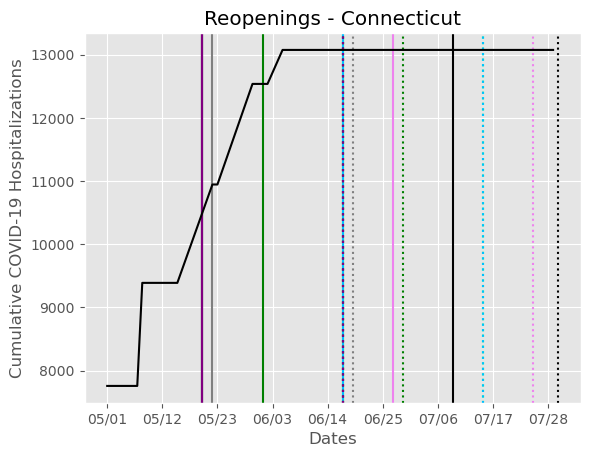 Reopenings - Connecticut
Cumulative COVID-19 Hospitalizations
13000
12000
11000
10000
9000
8000
05/01 05/12 05/23 06/03 06/14 06/25 07/06 07/17 07/28
Dates